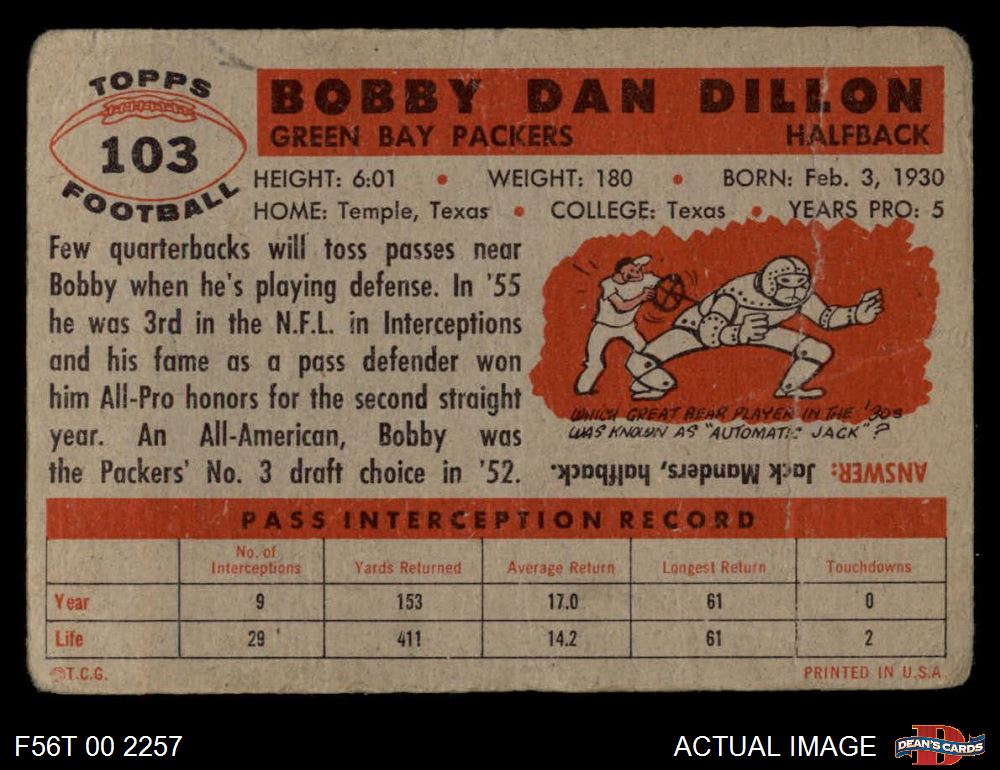 TOPPS
103
FOOTBALL
BOBBY DAN DILLON
GREEN BAY PACKERS HALFBACK
HEIGHT: 6:01 • WEIGHT: 180 • BORN: Feb. 3, 1930
HOME: Temple, Texas • COLLEGE: Texas • YEARS PRO: 5
Few quarterbacks will toss passes near
Bobby when he's playing defense. In '55
he was 3rd in the N.F.L. in Interceptions
and his fame as a pass defender won
him All-Pro honors for the second straight
year. An All-American, Bobby was
the Packers' No. 3 draft choice in '52.
WHICH GREAT BEAR PLAYER IN THE '30s
WAS KNOWN AS "AUTOMATIC JACK"?
ANSWER: Jack Manders, halfback.
PASS INTERCEPTION RECORD
No. of
Interceptions Yards Returned Average Return Longest Return Touchdowns
Year 9 153 17.0 61 0
Life 29 411 14.2 61 2
©T.C.G. PRINTED IN U.S.A
F56T 00 2257 ACTUAL IMAGE DEAN'S CARDS